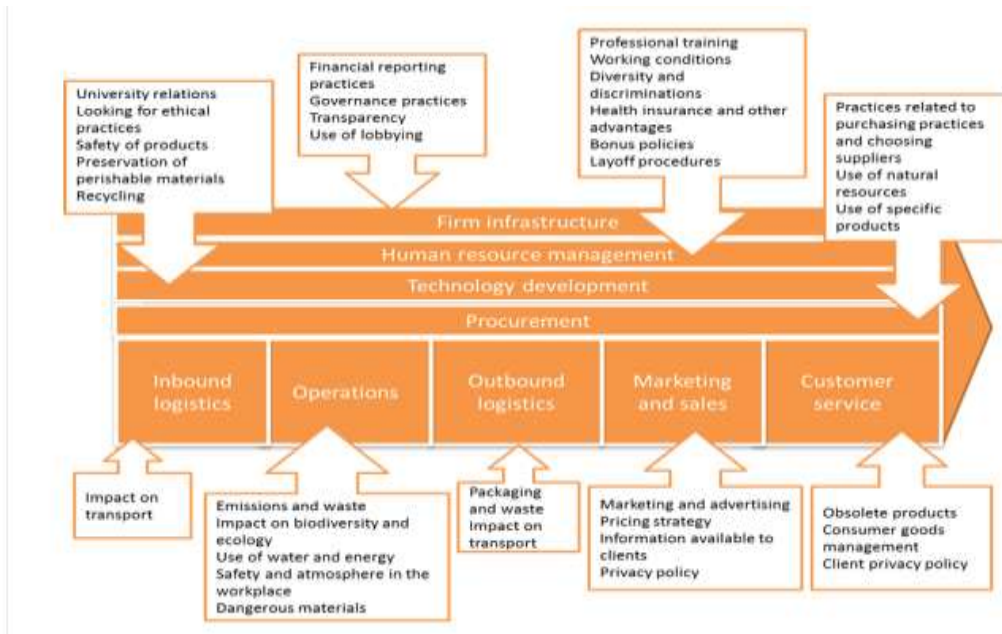 University relations
Looking for ethical
practices
Safety of products
Preservation of
perishable materials
Recycling
Financial reporting
practices
Governance practices
Transparency
Use of lobbying
Professional training
Working conditions
Diversity and
discriminations
Health insurance and other
advantages
Bonus policies
Layoff procedures
Practices related to
purchasing practices
and choosing
suppliers
Use of natural
resources
Use of specific
products
Firm infrastructure
Human resource management
Technology development
Procurement
Inbound
logistics
Operations
Outbound
logistics
Marketing
and sales
Customer
service
Impact on
transport
Emissions and waste
Impact on biodiversity and
ecology
Use of water and energy
Safety and atmosphere in the
workplace
Dangerous materials
Packaging
and waste
Impact on
transport
Marketing and advertising
Pricing strategy
Information available to
clients
Privacy policy
Obsolete products
Consumer goods
management
Client privacy policy